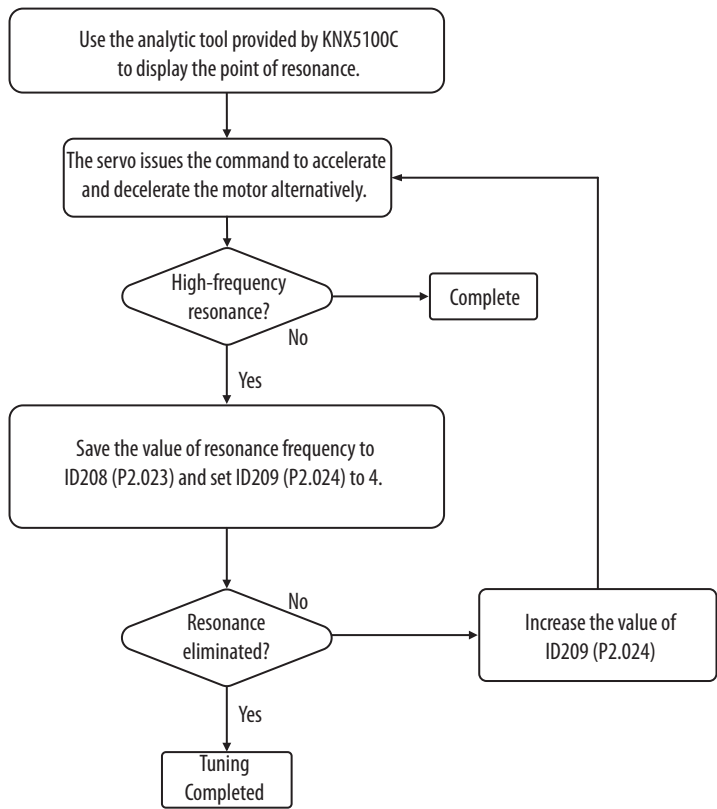 Use the analytic tool provided by KNX5100C
to display the point of resonance.
The servo issues the command to accelerate
and decelerate the motor alternatively.
High-frequency
resonance?
Complete
No
Yes
Save the value of resonance frequency to
ID208 (P2.023) and set ID209 (P2.024) to 4.
No
Resonance
eliminated?
Increase the value of
ID209 (P2.024)
Yes
Tuning
Completed